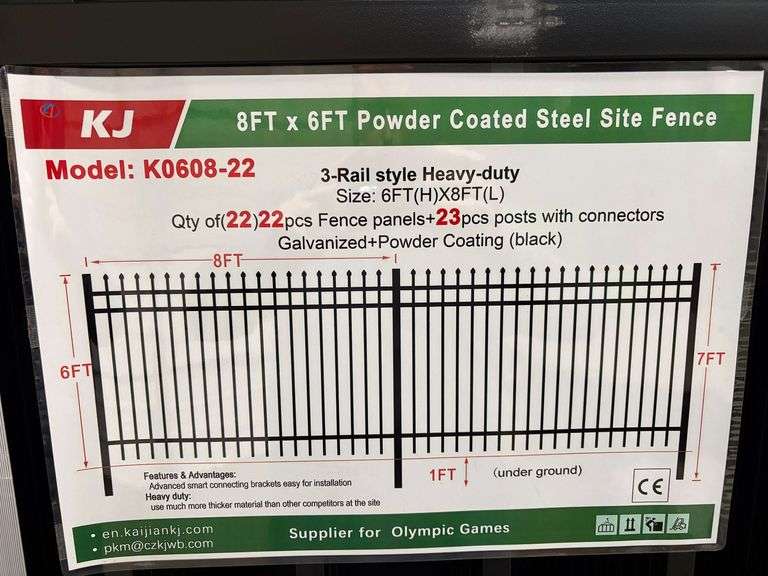 KJ
8FT x 6FT Powder Coated Steel Site Fence
Model: K0608-22
3-Rail style Heavy-duty
Size: 6FT(H)X8FT(L)
Qty of(22)22pcs Fence panels+23pcs posts with connectors
Galvanized+Powder Coating (black)
8FT
6FT
7FT
1FT
(under ground)
Features & Advantages:
Advanced smart connecting brackets easy for installation
Heavy duty:
use much more thicker material than other competitors at the site
CE
• en.kaijiankj.com
• pkm@czkjwb.com
Supplier for Olympic Games